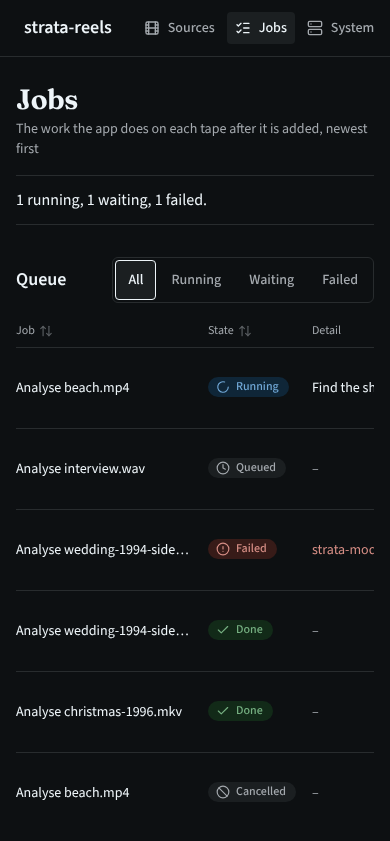 strata-reels Sources Jobs System
Jobs
The work the app does on each tape after it is added, newest
first
1 running, 1 waiting, 1 failed.
Queue All Running Waiting Failed
Job State Detail
Analyse beach.mp4 Running Find the sh
Analyse interview.wav Queued –
Analyse wedding-1994-side… Failed strata-moc
Analyse wedding-1994-side… Done –
Analyse christmas-1996.mkv Done –
Analyse beach.mp4 Cancelled –